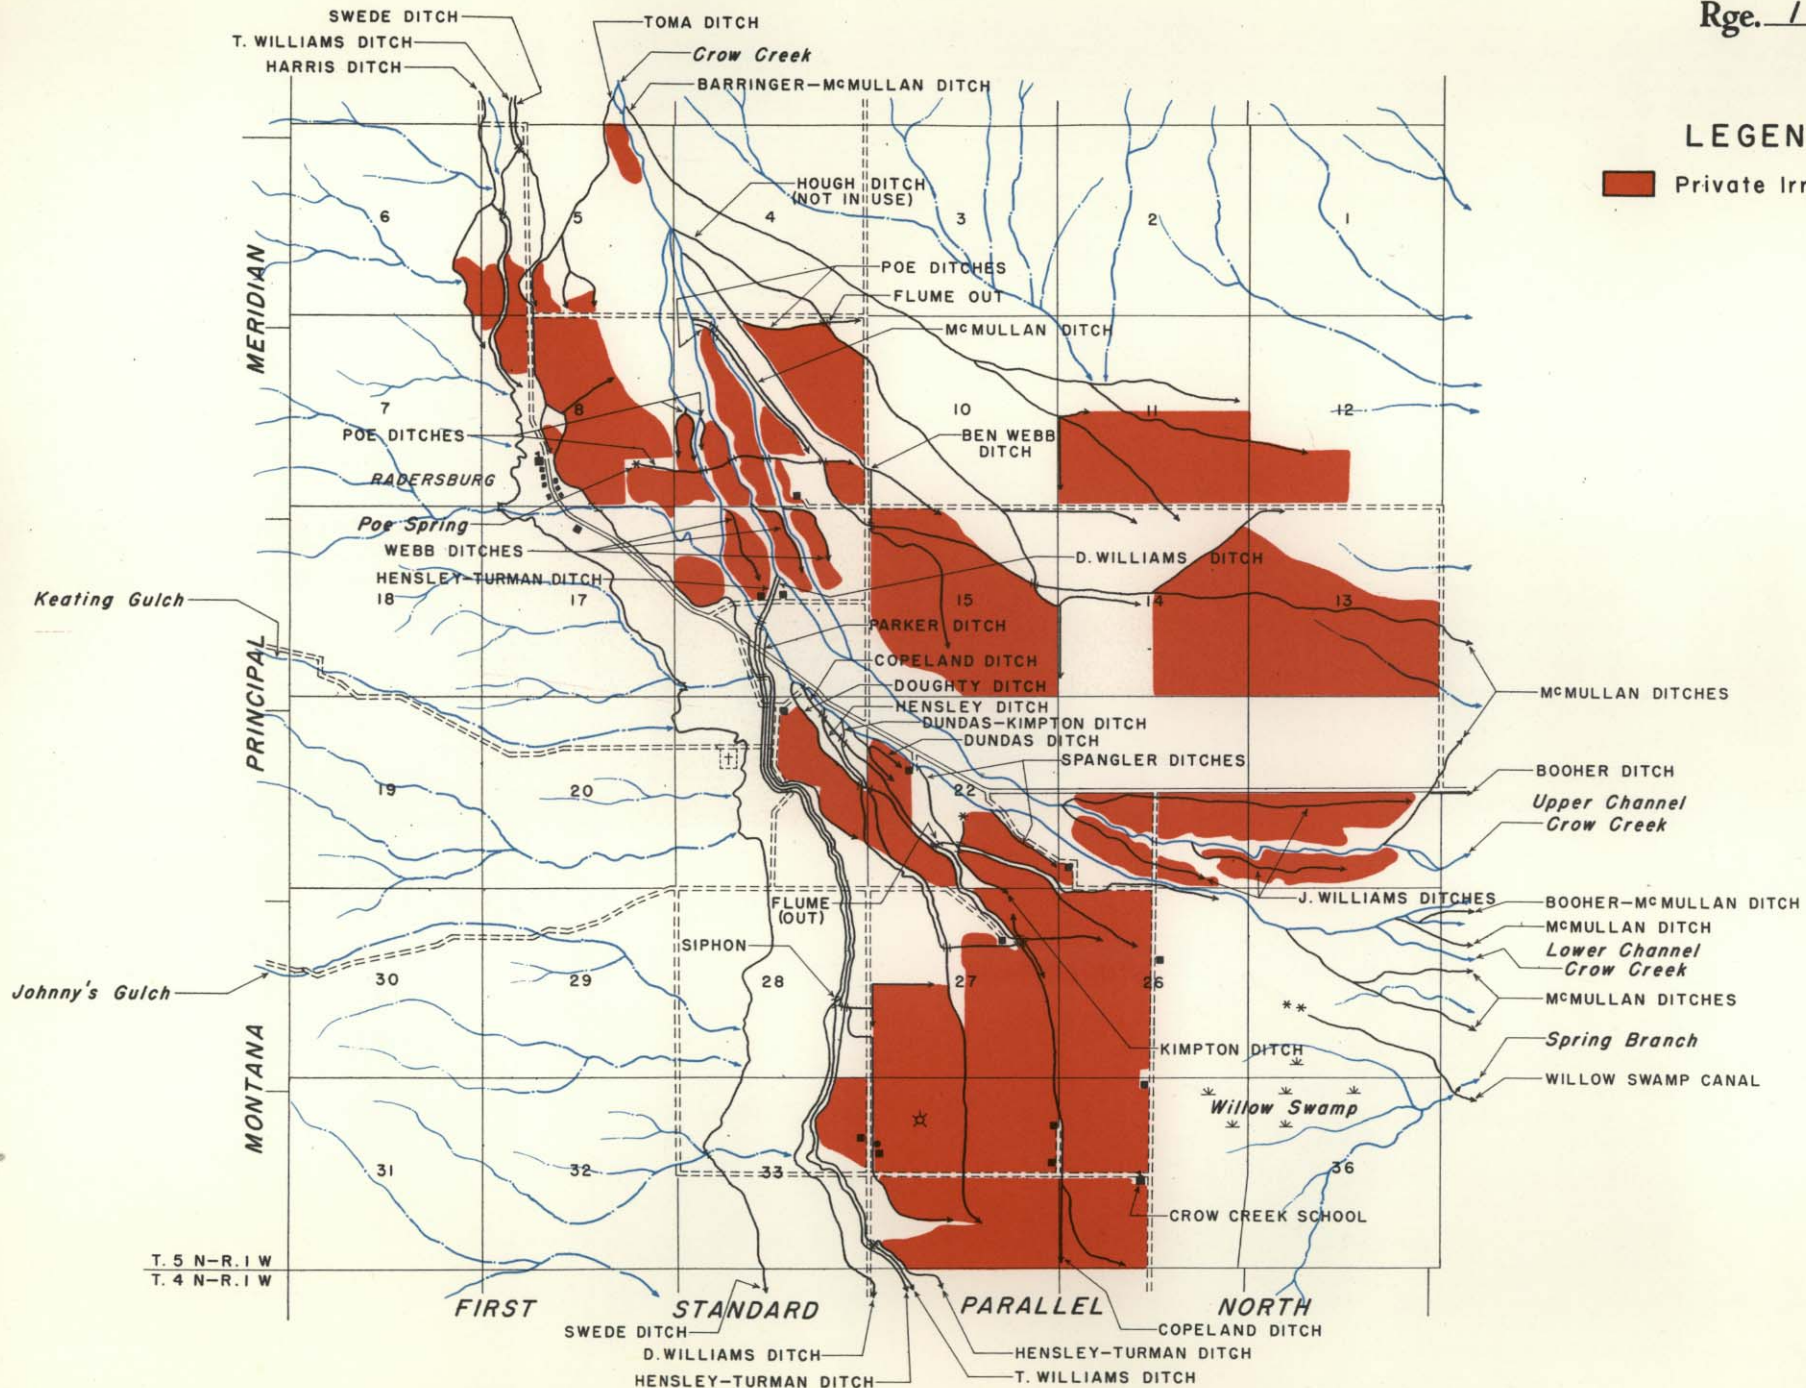 SWEDE DITCH
T. WILLIAMS DITCH
HARRIS DITCH
TOMA DITCH
Crow Creek
BARRINGER–McMULLAN DITCH
Rge. 1
LEGEN
Private Irr
HOUGH DITCH
(NOT IN USE)
6
5
4
3
2
1
MERIDIAN
POE DITCHES
FLUME OUT
McMULLAN DITCH
7
8
10
11
12
POE DITCHES
BEN WEBB
DITCH
RADERSBURG
Poe Spring
WEBB DITCHES
HENSLEY–TURMAN DITCH
D. WILLIAMS DITCH
Keating Gulch
18
17
15
14
13
PARKER DITCH
PRINCIPAL
COPELAND DITCH
DOUGHTY DITCH
HENSLEY DITCH
DUNDAS–KIMPTON DITCH
DUNDAS DITCH
SPANGLER DITCHES
McMULLAN DITCHES
BOOHER DITCH
Upper Channel
Crow Creek
19
20
22
FLUME
(OUT)
J. WILLIAMS DITCHES
BOOHER–McMULLAN DITCH
McMULLAN DITCH
Lower Channel
Crow Creek
McMULLAN DITCHES
SIPHON
Johnny's Gulch
30
29
28
27
26
Spring Branch
KIMPTON DITCH
WILLOW SWAMP CANAL
MONTANA
Willow Swamp
31
32
33
36
CROW CREEK SCHOOL
T. 5 N–R. 1 W
T. 4 N–R. 1 W
FIRST STANDARD PARALLEL NORTH
SWEDE DITCH
D. WILLIAMS DITCH
HENSLEY–TURMAN DITCH
COPELAND DITCH
HENSLEY–TURMAN DITCH
T. WILLIAMS DITCH